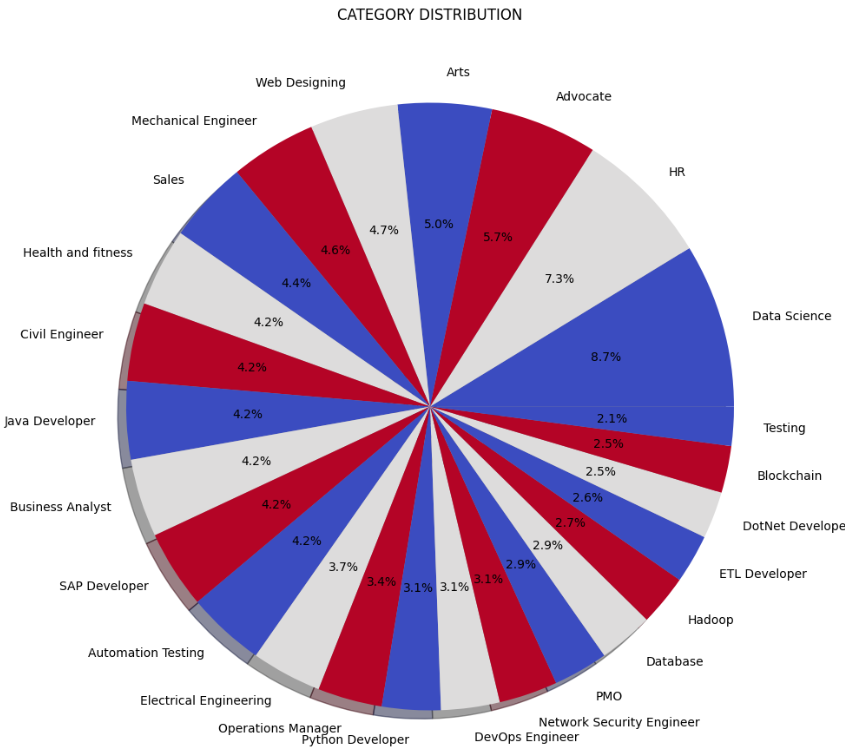 CATEGORY DISTRIBUTION
Arts
Advocate
Web Designing
Mechanical Engineer
HR
Sales
5.0%
4.7%
5.7%
4.6%
Health and fitness
7.3%
4.4%
Data Science
4.2%
Civil Engineer
8.7%
4.2%
Java Developer
4.2%
2.1%
Testing
2.5%
4.2%
2.5%
Blockchain
Business Analyst
4.2%
2.6%
2.7%
DotNet Develope
4.2%
2.9%
3.7%
2.9%
ETL Developer
SAP Developer
3.4%
3.1%
3.1%
3.1%
Hadoop
Automation Testing
Database
Electrical Engineering
PMO
Operations Manager
Network Security Engineer
Python Developer
DevOps Engineer